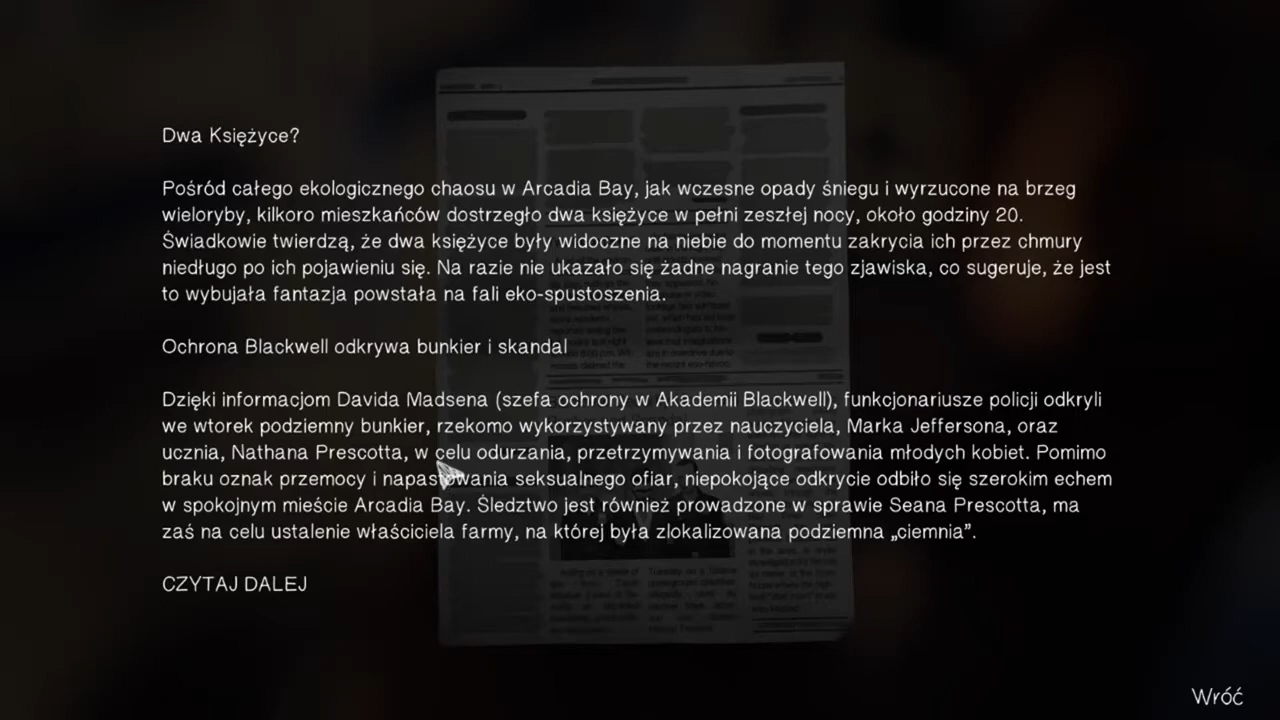 Dwa Księżyce?
Pośród całego ekologicznego chaosu w Arcadia Bay, jak wczesne opady śniegu i wyrzucone na brzeg
wieloryby, kilkoro mieszkańców dostrzegło dwa księżyce w pełni zeszłej nocy, około godziny 20.
Świadkowie twierdzą, że dwa księżyce były widoczne na niebie do momentu zakrycia ich przez chmury
niedługo po ich pojawieniu się. Na razie nie ukazało się żadne nagranie tego zjawiska, co sugeruje, że jest
to wybujała fantazja powstała na fali eko-spustoszenia.
Ochrona Blackwell odkrywa bunkier i skandal
Dzięki informacjom Davida Madsena (szefa ochrony w Akademii Blackwell), funkcjonariusze policji odkryli
we wtorek podziemny bunkier, rzekomo wykorzystywany przez nauczyciela, Marka Jeffersona, oraz
ucznia, Nathana Prescotta, w celu odurzania, przetrzymywania i fotografowania młodych kobiet. Pomimo
braku oznak przemocy i napastowania seksualnego ofiar, niepokojące odkrycie odbiło się szerokim echem
w spokojnym mieście Arcadia Bay. Śledztwo jest również prowadzone w sprawie Seana Prescotta, ma
zaś na celu ustalenie właściciela farmy, na której była zlokalizowana podziemna „ciemnia”.
CZYTAJ DALEJ
Wróć